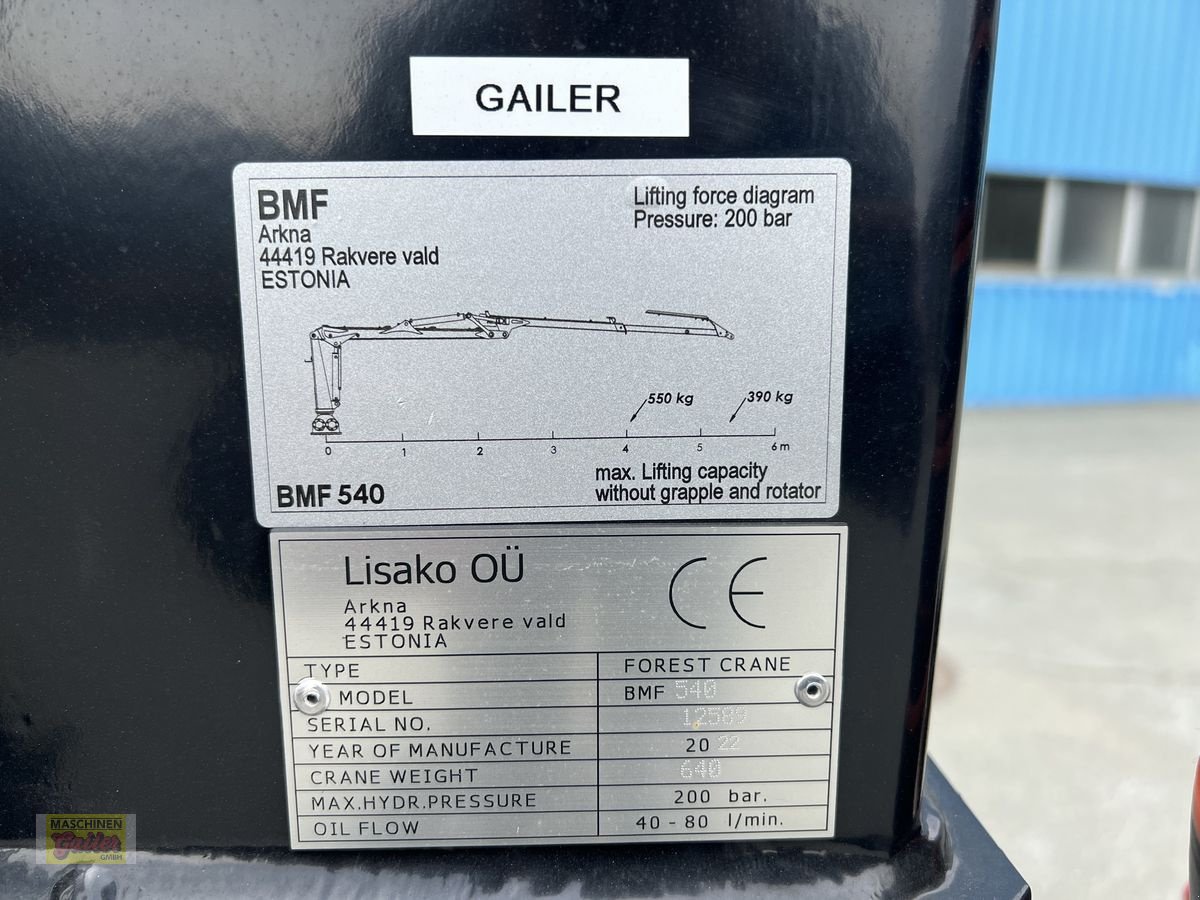 GAILER
BMF
Arkna
44419 Rakvere vald
ESTONIA
Lifting force diagram
Pressure: 200 bar
550 kg
390 kg
0 1 2 3 4 5 6 m
BMF 540
max. Lifting capacity
without grapple and rotator
Lisako OÜ
Arkna
44419 Rakvere vald
ESTONIA
CE
TYPE FOREST CRANE
MODEL BMF 540
SERIAL NO. 12589
YEAR OF MANUFACTURE 20 22
CRANE WEIGHT 640
MAX.HYDR.PRESSURE 200 bar.
OIL FLOW 40 - 80 l/min.
MASCHINEN
Gailer
GMBH